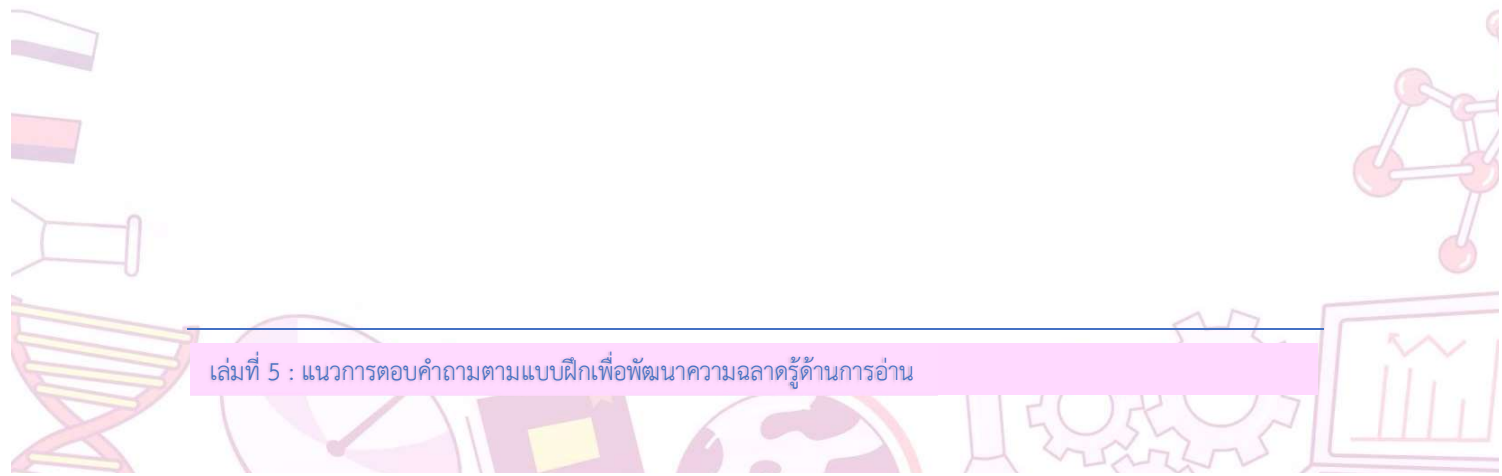 เล่มที่ 5 : แนวการตอบคำถามตามแบบฝึกเพื่อพัฒนาความฉลาดรู้ด้านการอ่าน